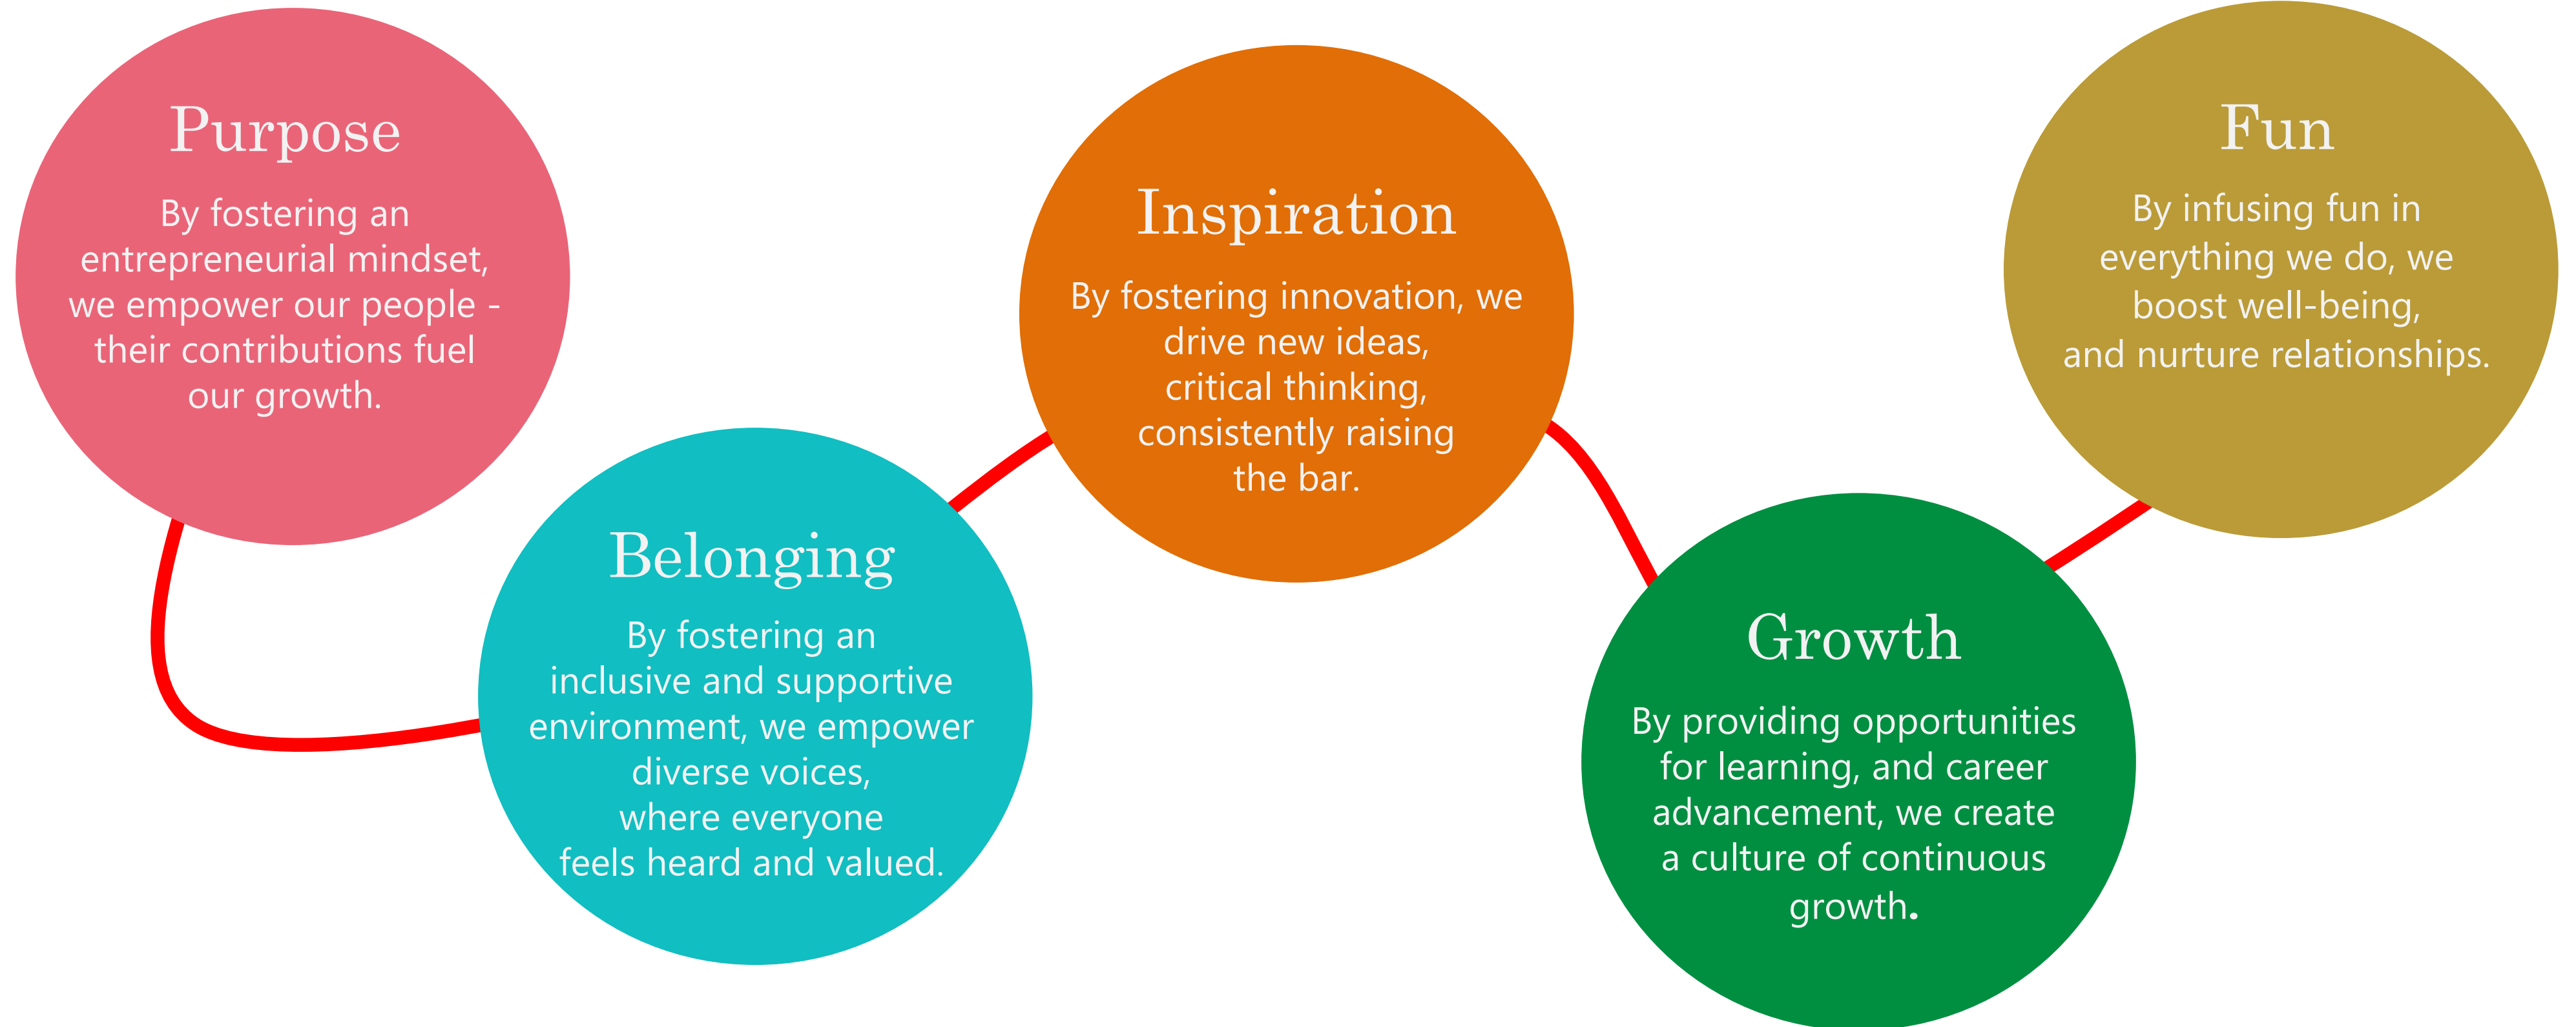 Purpose
By fostering an
entrepreneurial mindset,
we empower our people -
their contributions fuel
our growth.
Belonging
By fostering an
inclusive and supportive
environment, we empower
diverse voices,
where everyone
feels heard and valued.
Inspiration
By fostering innovation, we
drive new ideas,
critical thinking,
consistently raising
the bar.
Growth
By providing opportunities
for learning, and career
advancement, we create
a culture of continuous
growth.
Fun
By infusing fun in
everything we do, we
boost well-being,
and nurture relationships.